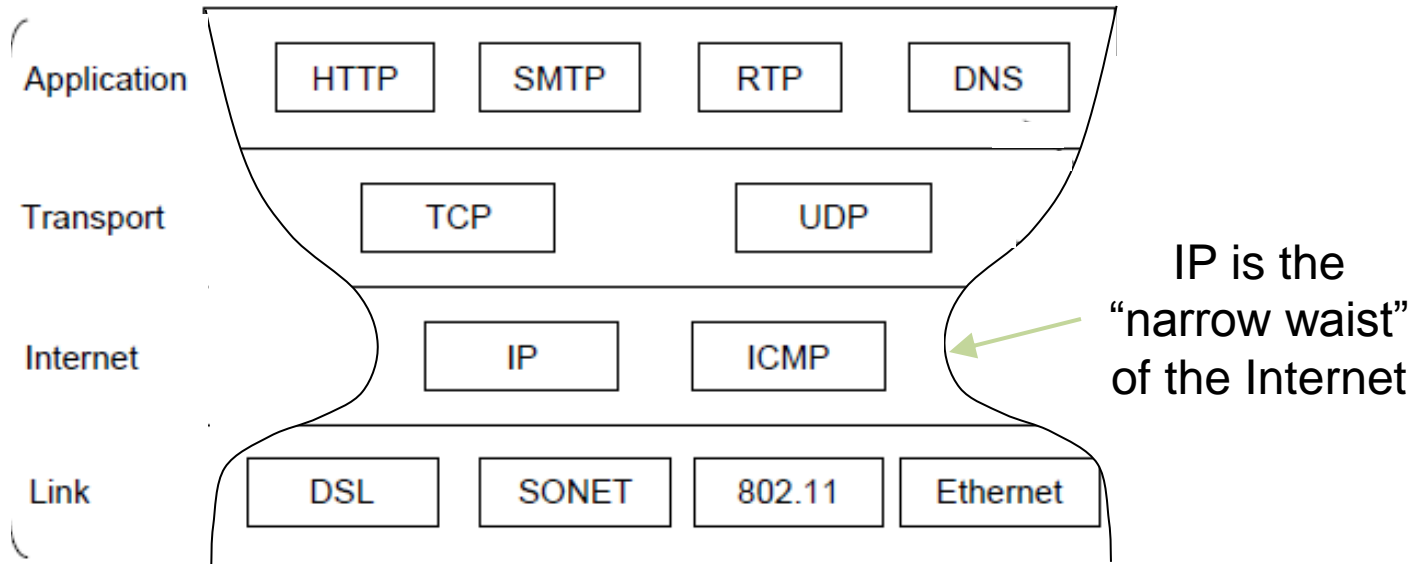 Application HTTP SMTP RTP DNS
Transport TCP UDP
Internet IP ICMP
Link DSL SONET 802.11 Ethernet
IP is the
“narrow waist”
of the Internet